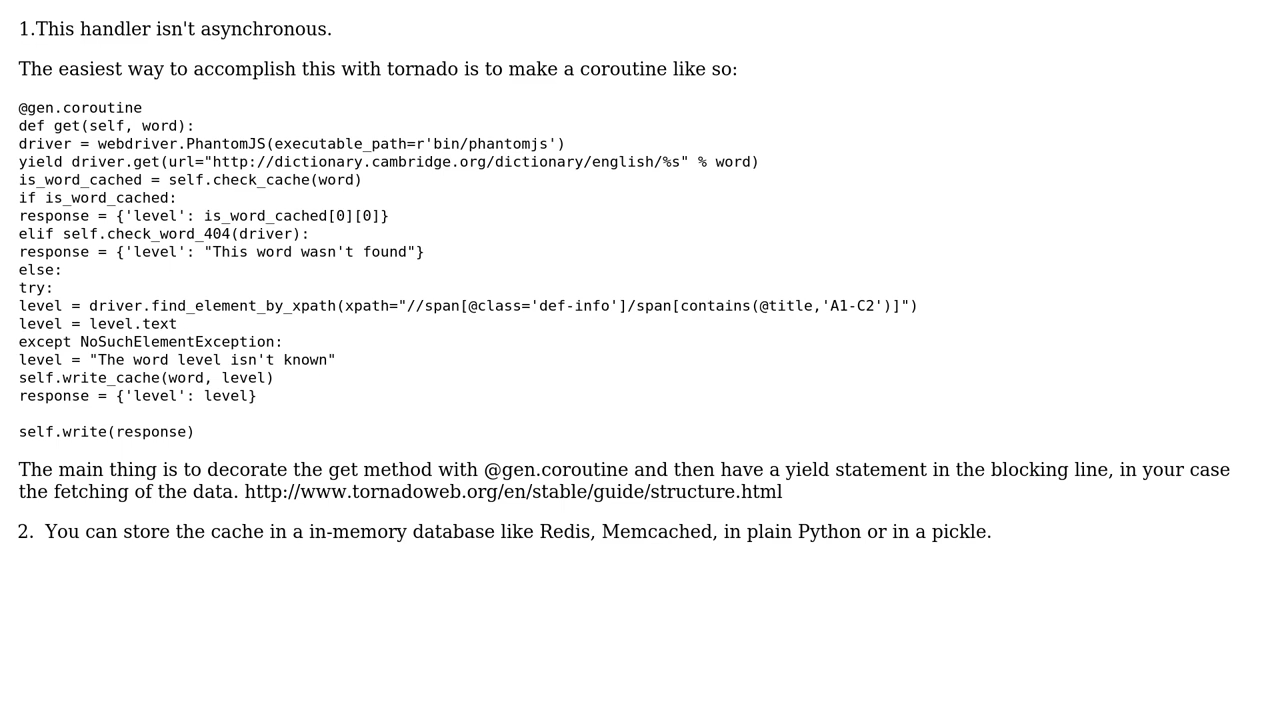 1.This handler isn't asynchronous.
The easiest way to accomplish this with tornado is to make a coroutine like so:
@gen.coroutine
def get(self, word):
driver = webdriver.PhantomJS(executable_path=r'bin/phantomjs')
yield driver.get(url="http://dictionary.cambridge.org/dictionary/english/%s" % word)
is_word_cached = self.check_cache(word)
if is_word_cached:
response = {'level': is_word_cached[0][0]}
elif self.check_word_404(driver):
response = {'level': "This word wasn't found"}
else:
try:
level = driver.find_element_by_xpath(xpath="//span[@class='def-info']/span[contains(@title,'A1-C2')]")
level = level.text
except NoSuchElementException:
level = "The word level isn't known"
self.write_cache(word, level)
response = {'level': level}
self.write(response)
The main thing is to decorate the get method with @gen.coroutine and then have a yield statement in the blocking line, in your case
the fetching of the data. http://www.tornadoweb.org/en/stable/guide/structure.html
2. You can store the cache in a in-memory database like Redis, Memcached, in plain Python or in a pickle.